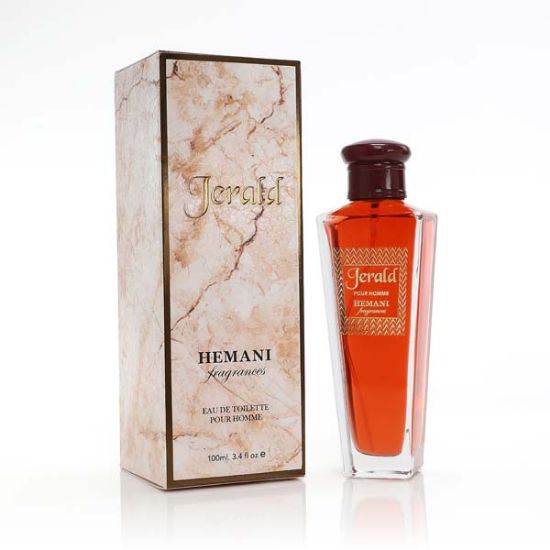 Jerald
HEMANI
fragrances
EAU DE TOILETTE
POUR HOMME
100ml. 3.4 fl oz e
Jerald
POUR HOMME
HEMANI
fragrances